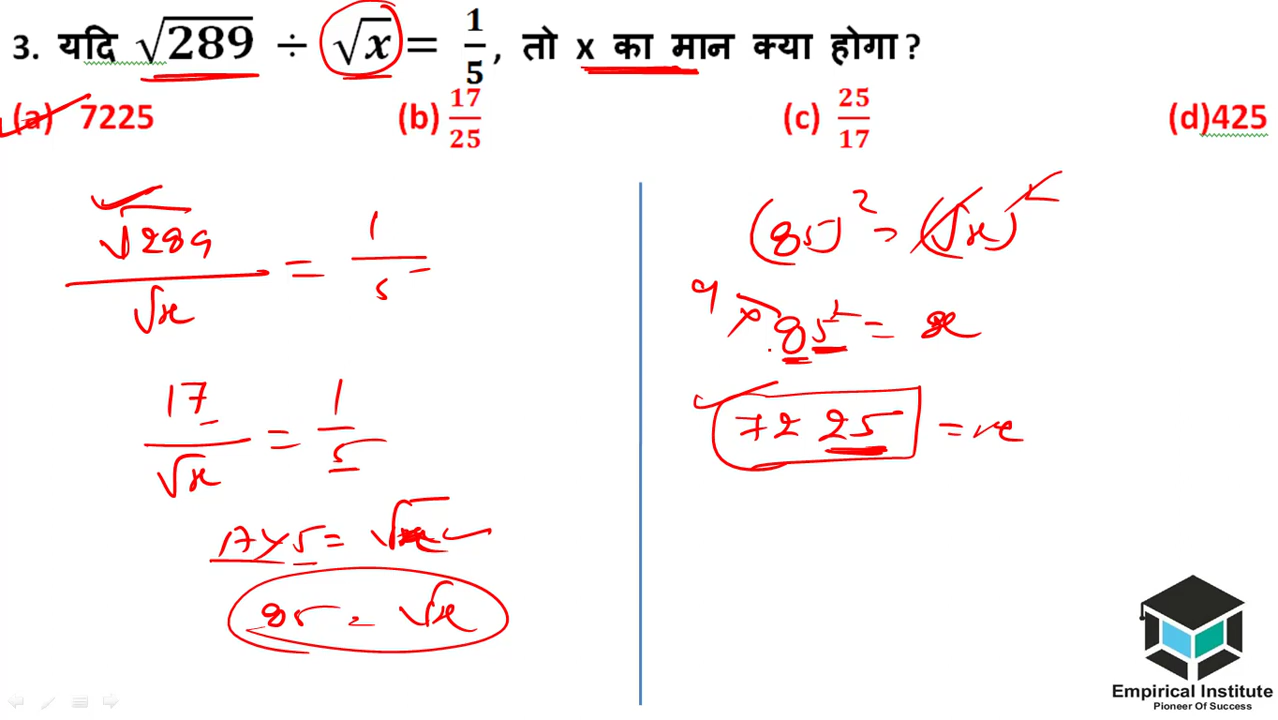 3. यदि √289 ÷ √x = 1/5, तो x का मान क्या होगा?
(a) 7225 (b) 17/25 (c) 25/17 (d)425
√289/√x = 1/5
17/√x = 1/5
17×5 = √x
85 = √x
(85)² = (√x)²
9 × 85² = x
7225 = x
Empirical Institute
Pioneer Of Success